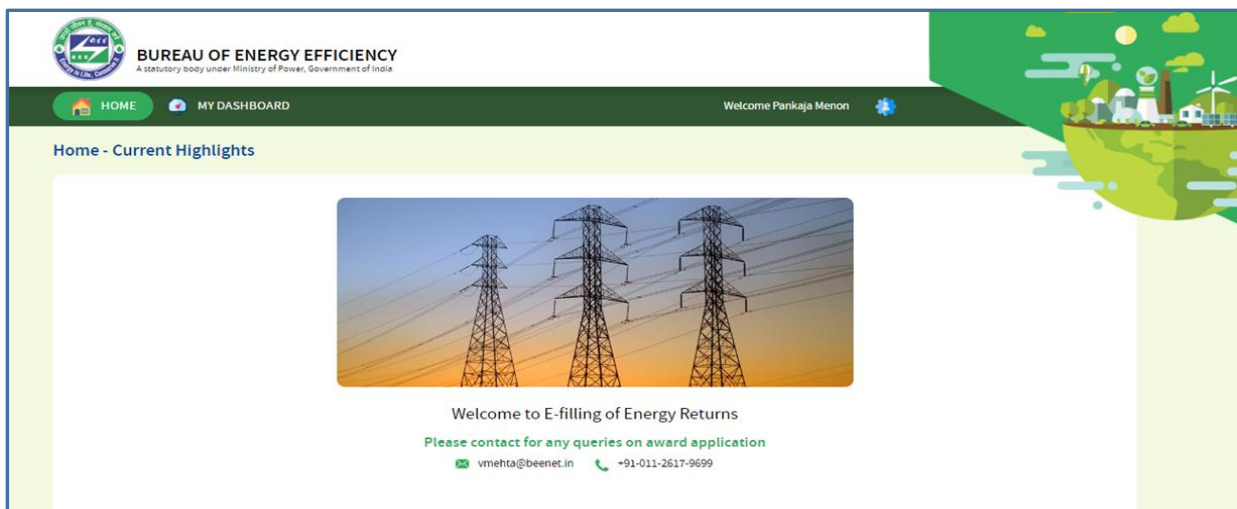 BUREAU OF ENERGY EFFICIENCY
A statutory body under Ministry of Power, Government of India
HOME
MY DASHBOARD
Welcome Pankaja Menon
Home - Current Highlights
Welcome to E-filling of Energy Returns
Please contact for any queries on award application
vmehta@beenet.in
+91-011-2617-9699